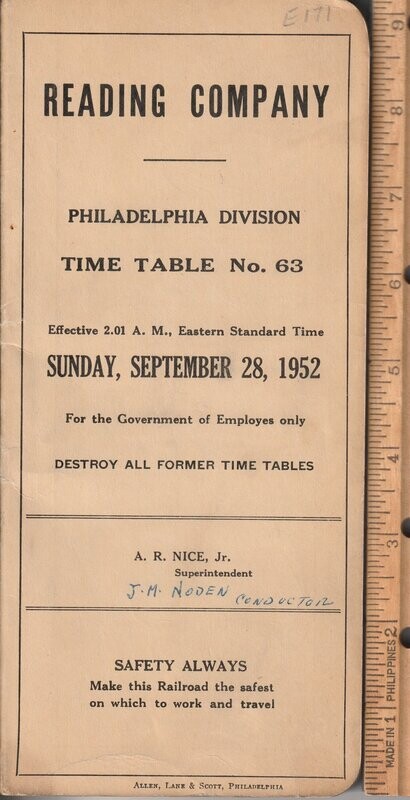 E171
READING COMPANY
PHILADELPHIA DIVISION
TIME TABLE No. 63
Effective 2.01 A. M., Eastern Standard Time
SUNDAY, SEPTEMBER 28, 1952
For the Government of Employes only
DESTROY ALL FORMER TIME TABLES
A. R. NICE, Jr.
Superintendent
J. M. NODEN CONDUCTOR
SAFETY ALWAYS
Make this Railroad the safest
on which to work and travel
ALLEN, LANE & SCOTT, PHILADELPHIA
9
8
7
6
5
4
3
2
1
MADE IN PHILIPPINES